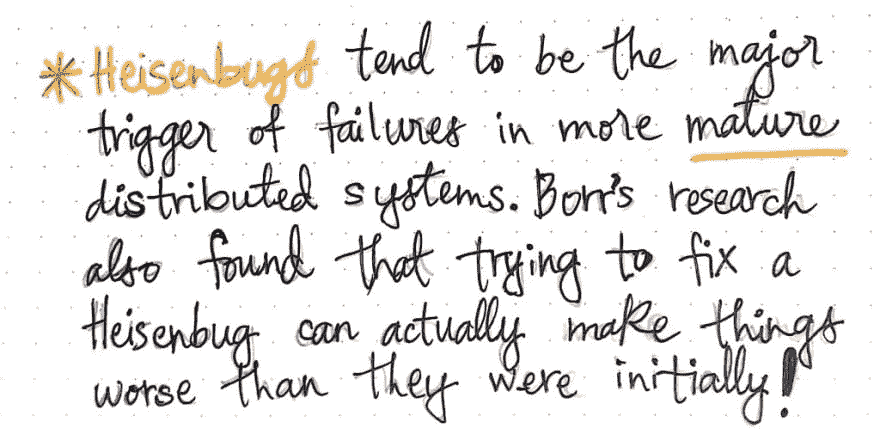 * Heisenbugs tend to be the major
trigger of failures in more mature
distributed systems. Borr's research
also found that trying to fix a
Heisenbug can actually make things
worse than they were initially!